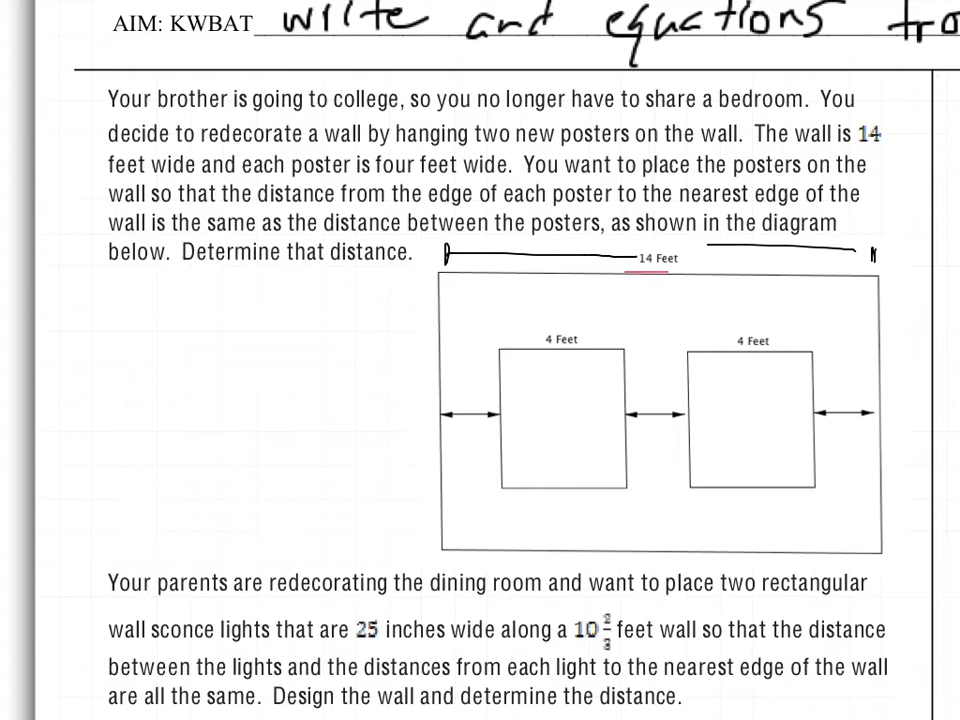 AIM: KWBAT write and equations
Your brother is going to college, so you no longer have to share a bedroom. You
decide to redecorate a wall by hanging two new posters on the wall. The wall is 14
feet wide and each poster is four feet wide. You want to place the posters on the
wall so that the distance from the edge of each poster to the nearest edge of the
wall is the same as the distance between the posters, as shown in the diagram
below. Determine that distance.
14 Feet
4 Feet
4 Feet
Your parents are redecorating the dining room and want to place two rectangular
wall sconce lights that are 25 inches wide along a 10 2/3 feet wall so that the distance
between the lights and the distances from each light to the nearest edge of the wall
are all the same. Design the wall and determine the distance.